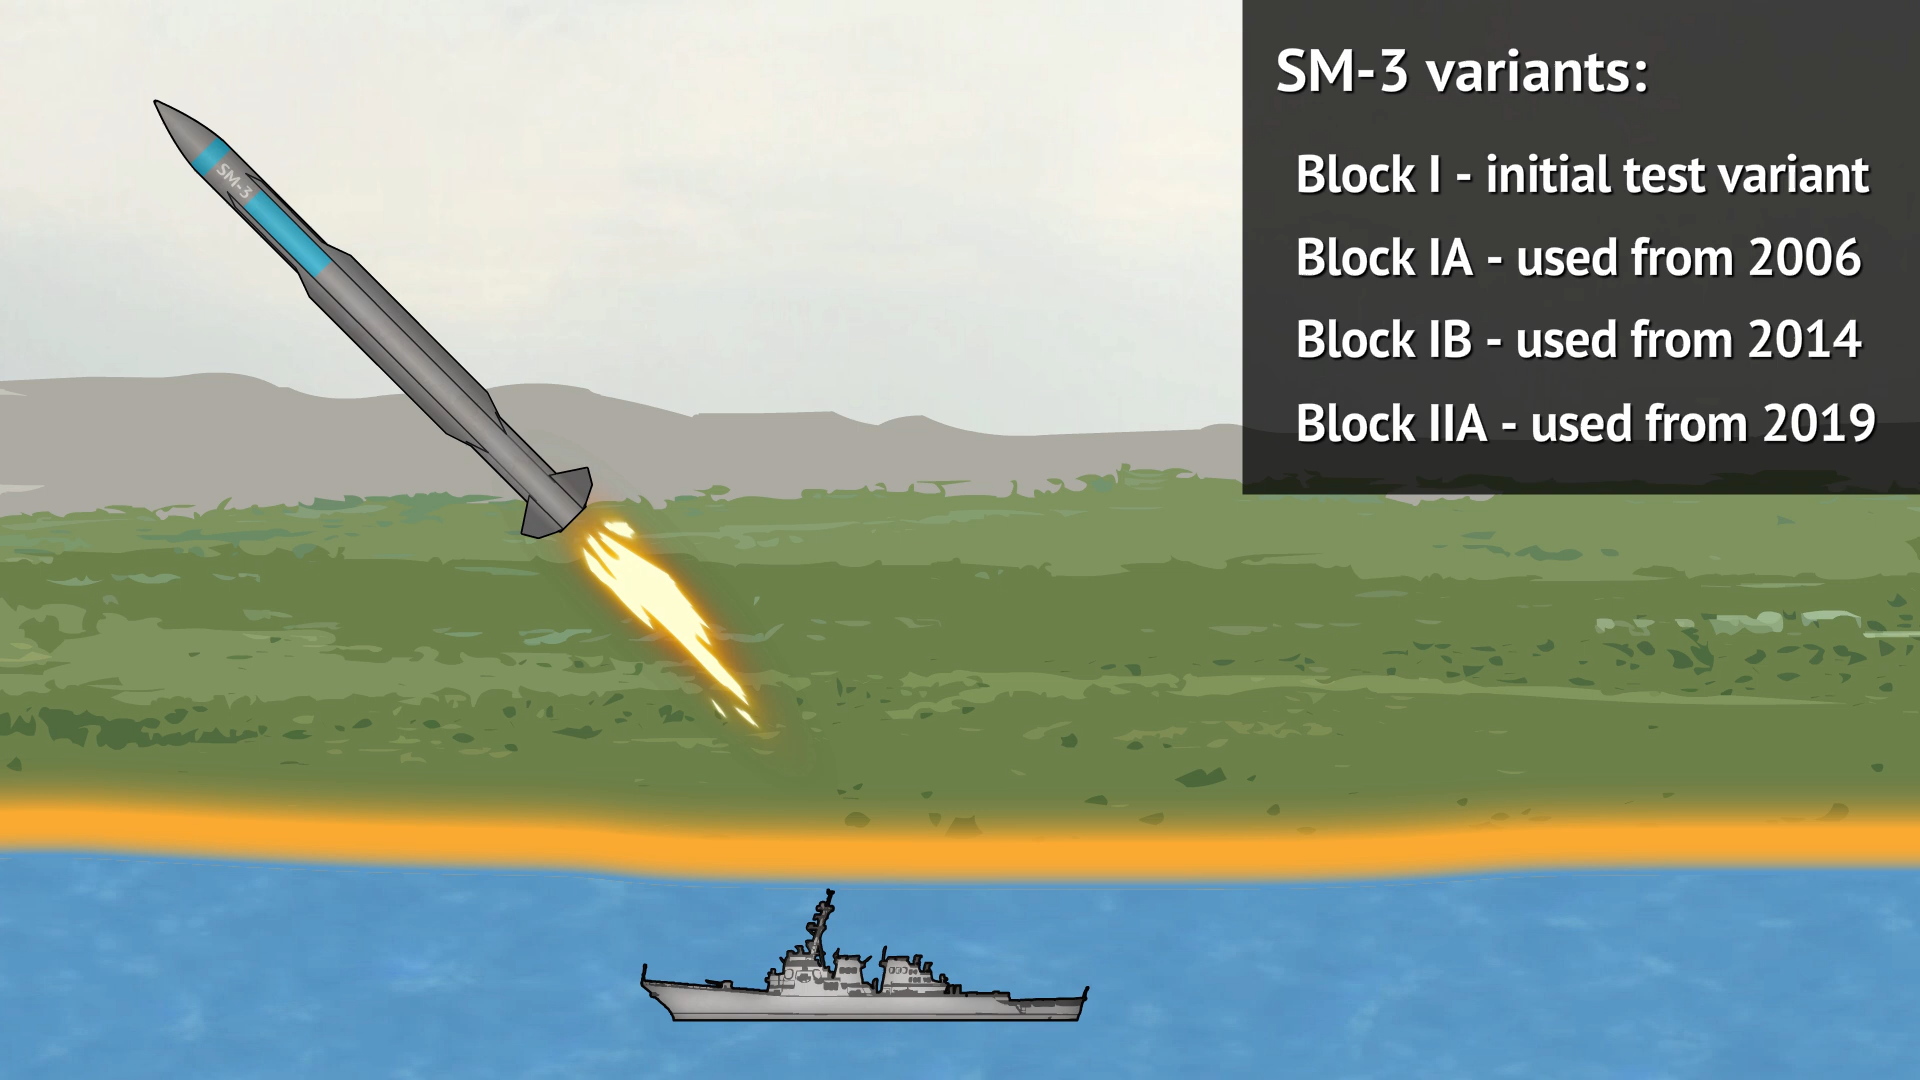 SM-3 variants:
Block I - initial test variant
Block IA - used from 2006
Block IB - used from 2014
Block IIA - used from 2019
SM-3